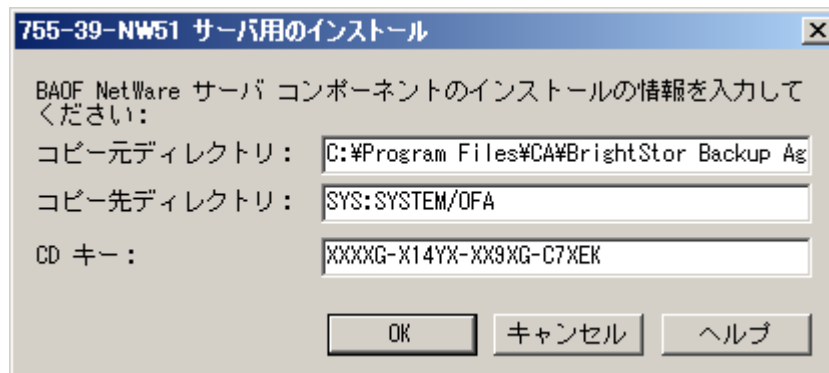 755-39-NW51 サーバ用のインストール
BAOF NetWare サーバ コンポーネントのインストールの情報を入力して
ください:
コピー元ディレクトリ: C:¥Program Files¥CA¥BrightStor Backup Ag
コピー先ディレクトリ: SYS:SYSTEM/OFA
CD キー: XXXXG-X14YX-XX9XG-C7XEK
OK キャンセル ヘルプ